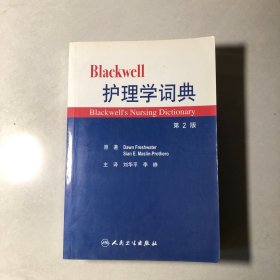 Blackwell
护理学词典
Blackwell's Nursing Dictionary
第 2 版
原 著 Dawn Freshwater
Sian E. Maslin-Prothero
主 译 刘华平 李 峥
人民卫生出版社